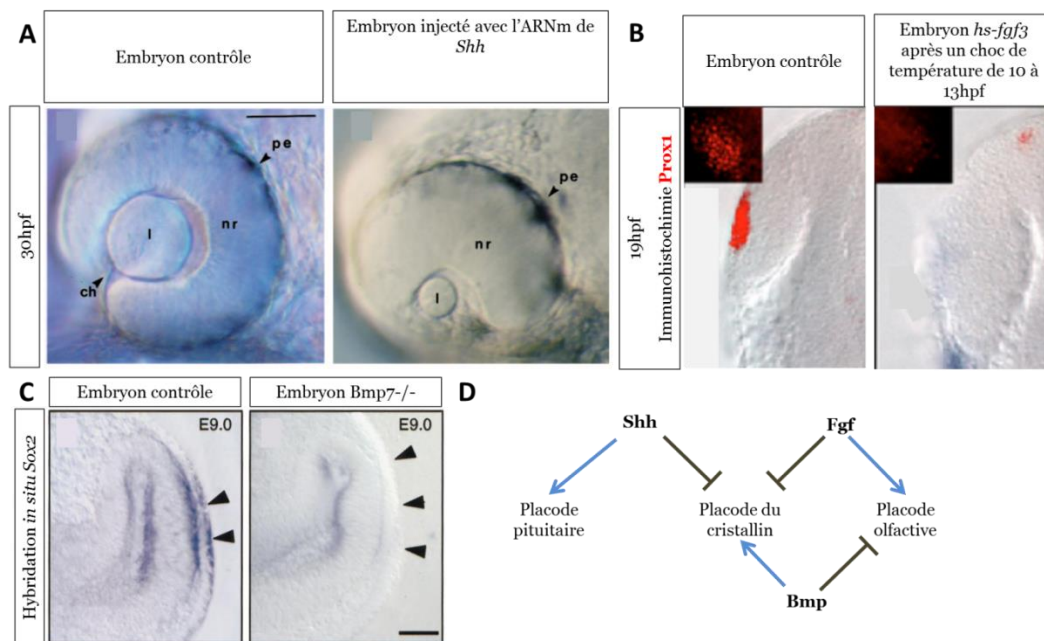 A
Embryon contrôle
Embryon injecté avec l'ARNm de
Shh
30hpf
pe
l
nr
ch
pe
nr
l
B
Embryon contrôle
Embryon hs-fgf3
après un choc de
température de 10 à
13hpf
19hpf
Immunohistochimie Prox1
C
Embryon contrôle
Embryon Bmp7-/-
Hybridation in situ Sox2
E9.0
E9.0
D
Shh
Fgf
Placode
pituitaire
Placode du
cristallin
Placode
olfactive
Bmp